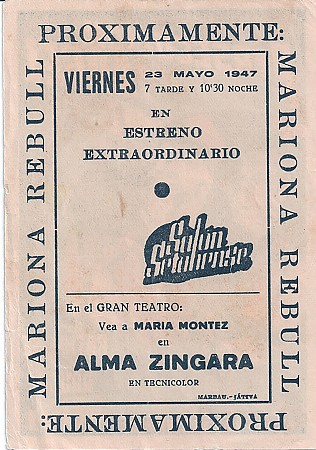 PROXIMAMENTE:
MARIONA REBULL
MARIONA REBULL
VIERNES 23 MAYO 1947
7 TARDE Y 10'30 NOCHE
EN
ESTRENO
EXTRAORDINARIO
Salón
Setabense
En el GRAN TEATRO:
Vea a MARIA MONTEZ
en
ALMA ZINGARA
EN TECNICOLOR
MARBAU.-JÁTIVA
PROXIMAMENTE: